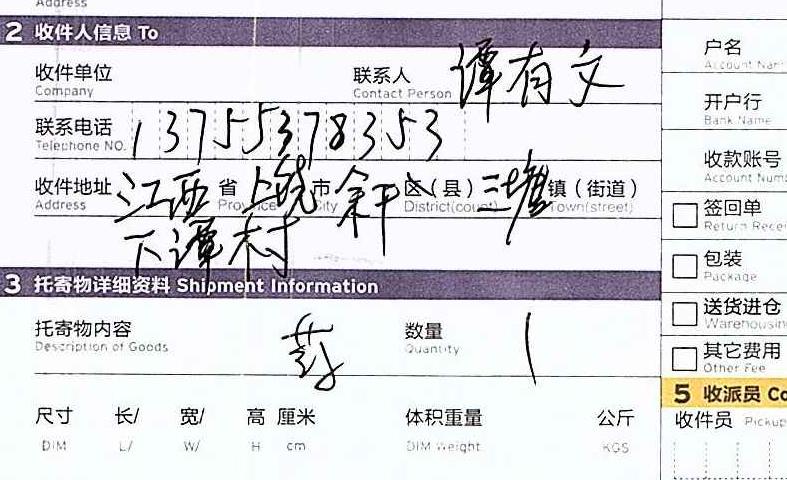 Address
2 收件人信息 To
户名
Account Nam
收件单位 联系人 谭有文
Company Contact Person
开户行
Bank Name
联系电话 13755378353
Telephone NO.
收款账号
Account Num
收件地址 江西 省 上饶 市 余干 区(县) 三塘 镇(街道)
Address Province City District(county) Town(street)
签回单
Return Recei
下谭村
包装
Package
3 托寄物详细资料 Shipment Information
送货进仓
Warehousin
托寄物内容 药 数量 1
Description of Goods Quantity
其它费用
Other Fee
5 收派员 Co
尺寸 长/ 宽/ 高 厘米 体积重量 公斤
DIM L/ W/ H cm DIM Weight KGS
收件员 Pickup